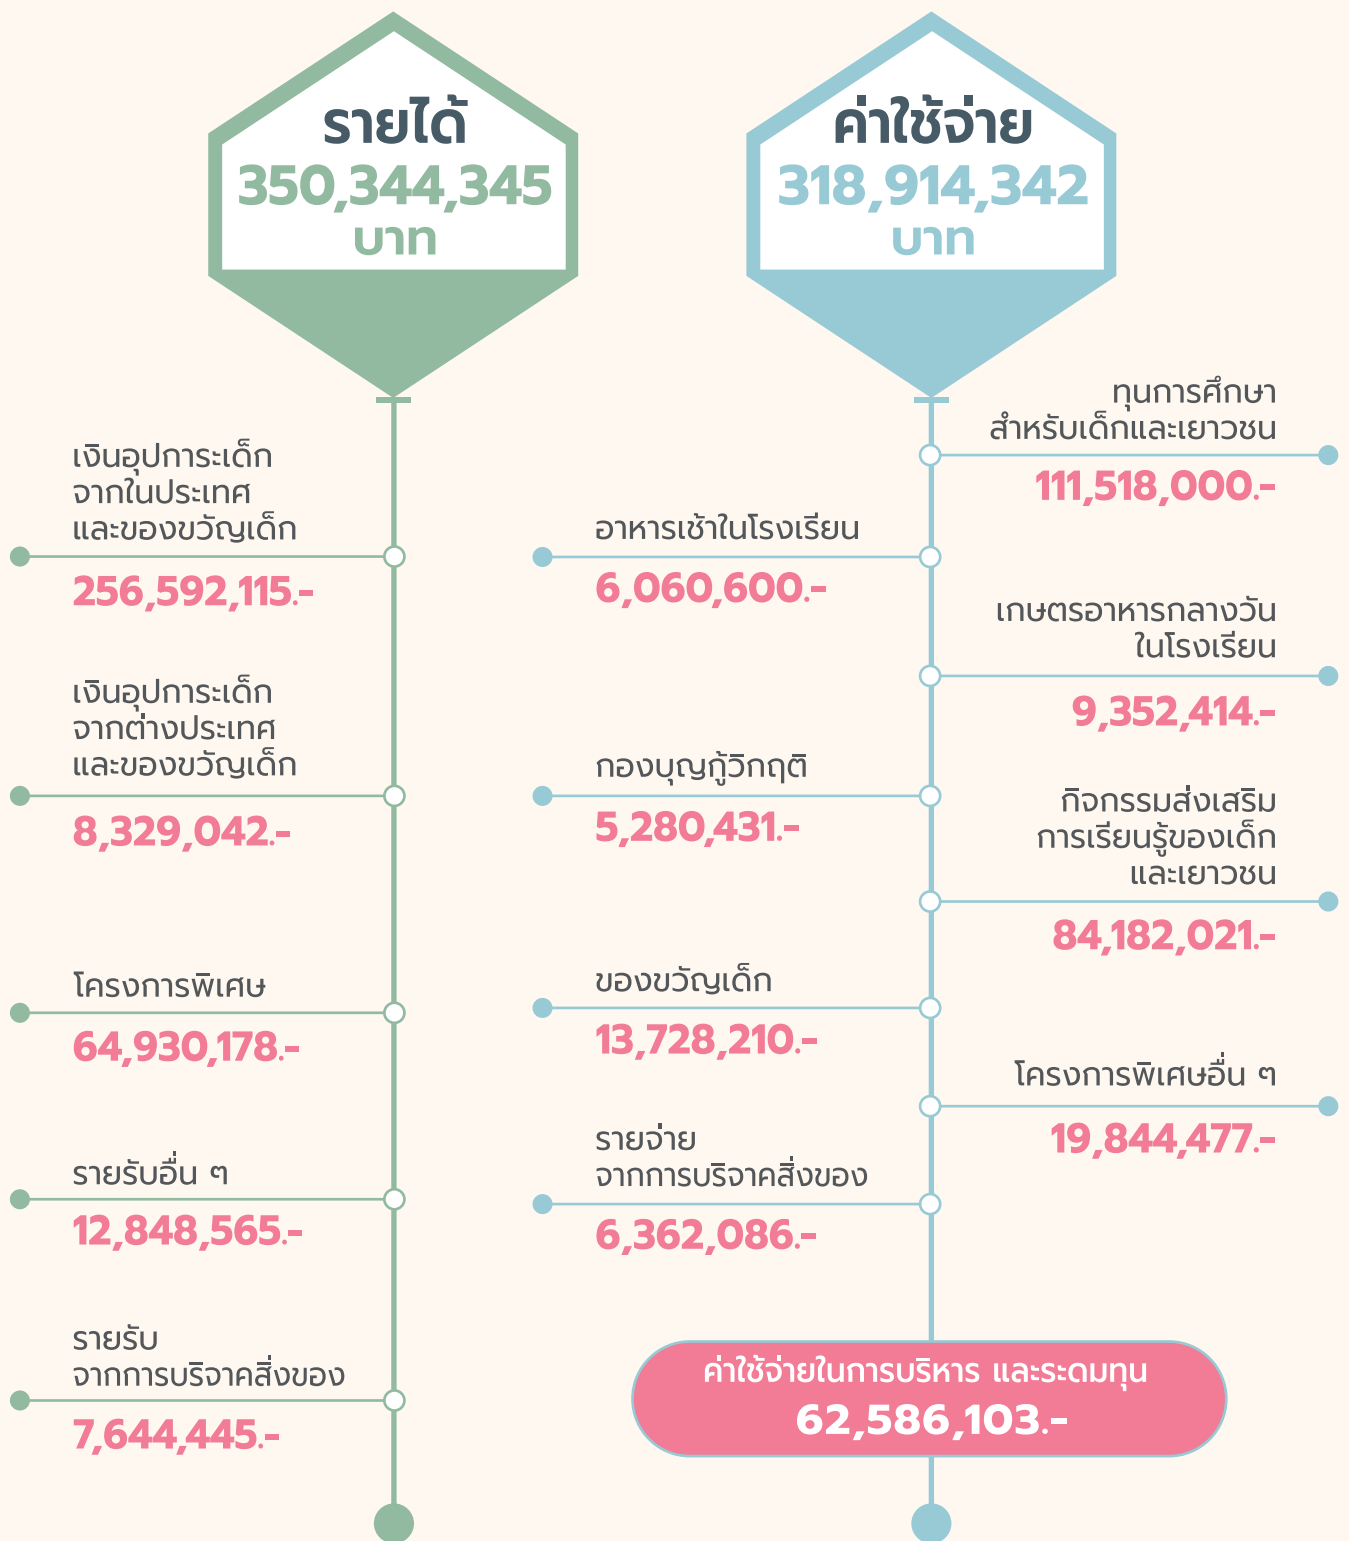 รายได้
350,344,345
บาท
เงินอุปการะเด็ก
จากในประเทศ
และของขวัญเด็ก
256,592,115.-
เงินอุปการะเด็ก
จากต่างประเทศ
และของขวัญเด็ก
8,329,042.-
โครงการพิเศษ
64,930,178.-
รายรับอื่น ๆ
12,848,565.-
รายรับ
จากการบริจาคสิ่งของ
7,644,445.-
ค่าใช้จ่าย
318,914,342
บาท
ทุนการศึกษา
สำหรับเด็กและเยาวชน
111,518,000.-
อาหารเช้าในโรงเรียน
6,060,600.-
เกษตรอาหารกลางวัน
ในโรงเรียน
9,352,414.-
กองบุญกู้วิกฤติ
5,280,431.-
กิจกรรมส่งเสริม
การเรียนรู้ของเด็ก
และเยาวชน
84,182,021.-
ของขวัญเด็ก
13,728,210.-
โครงการพิเศษอื่น ๆ
19,844,477.-
รายจ่าย
จากการบริจาคสิ่งของ
6,362,086.-
ค่าใช้จ่ายในการบริหาร และระดมทุน
62,586,103.-